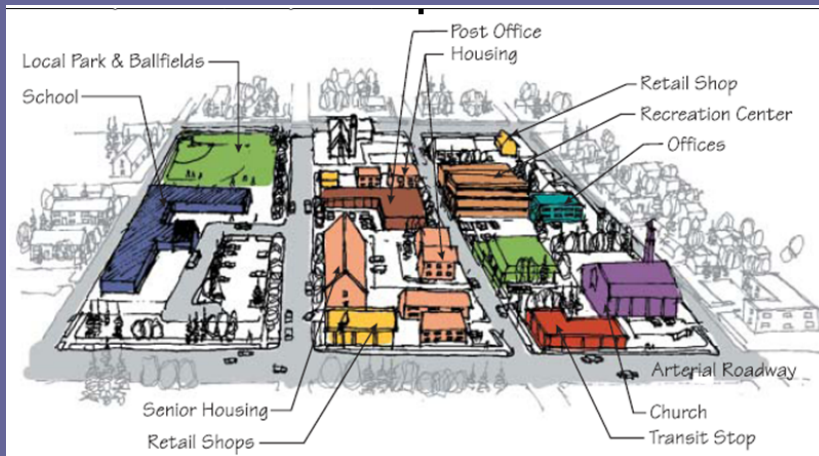 Post Office
Housing
Local Park & Ballfields
School
Retail Shop
Recreation Center
Offices
Arterial Roadway
Senior Housing
Church
Retail Shops
Transit Stop